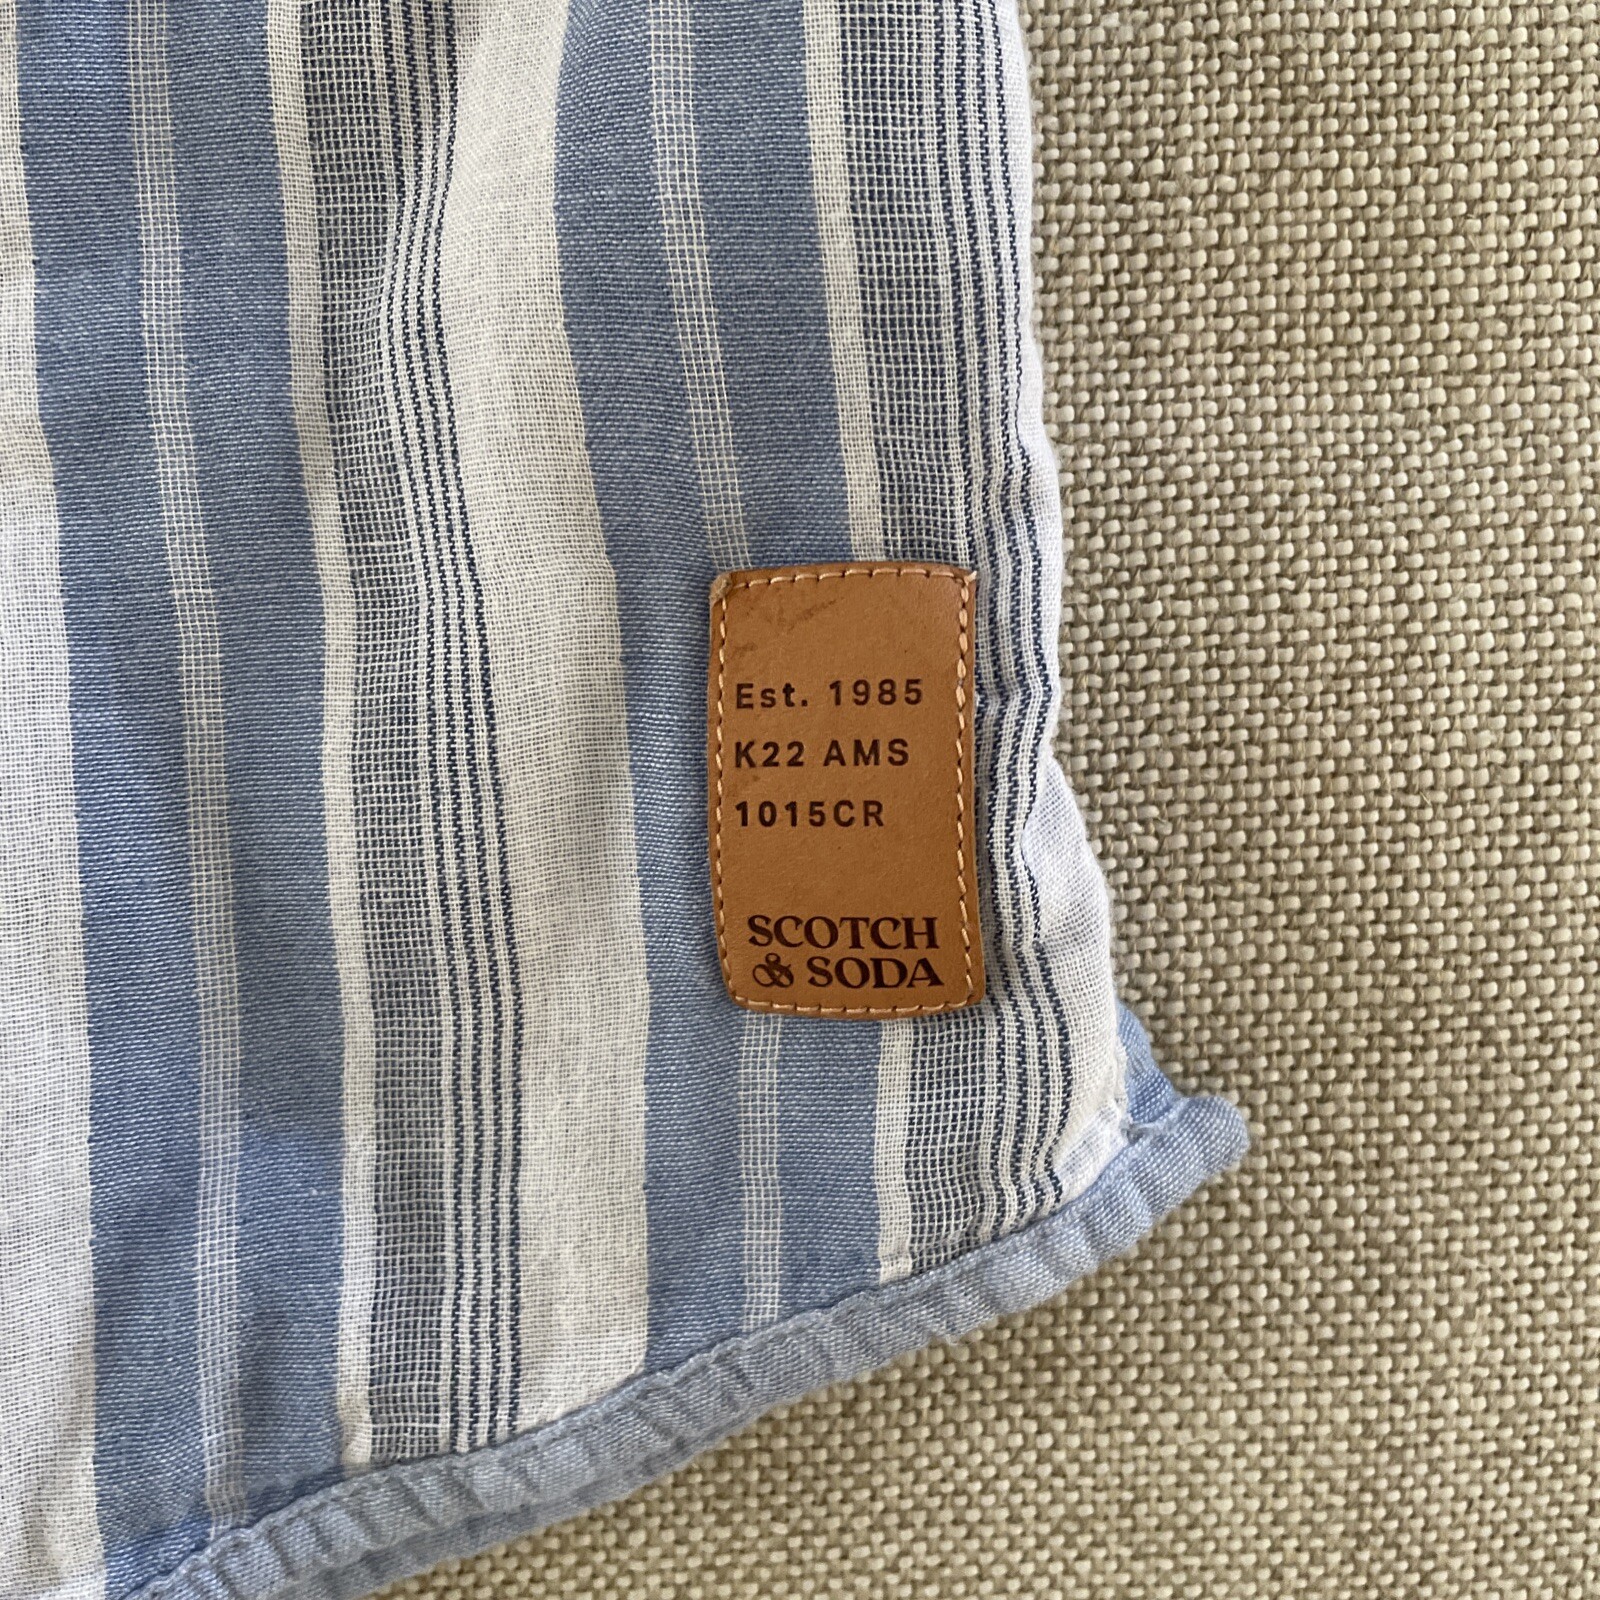 Est. 1985
K22 AMS
1015CR
SCOTCH
& SODA